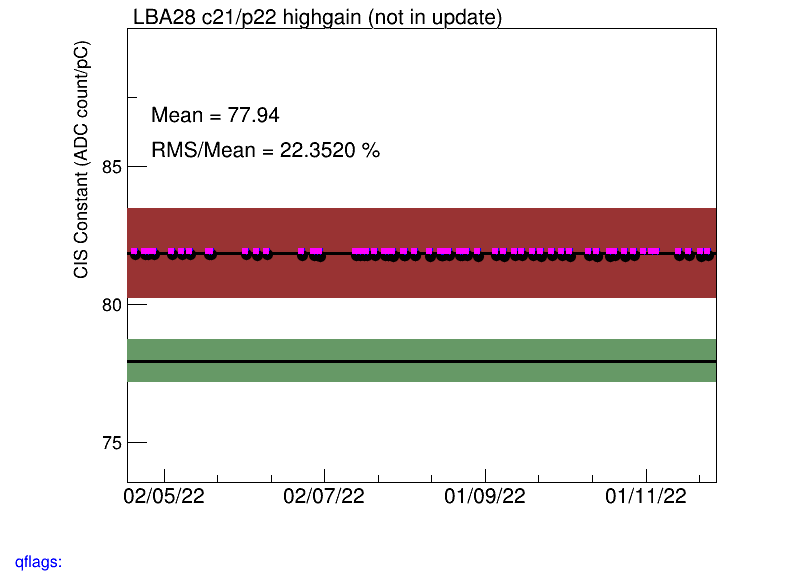 LBA28 c21/p22 highgain (not in update)
CIS Constant (ADC count/pC)
Mean = 77.94
RMS/Mean = 22.3520 %
85
80
75
02/05/22 02/07/22 01/09/22 01/11/22
qflags: